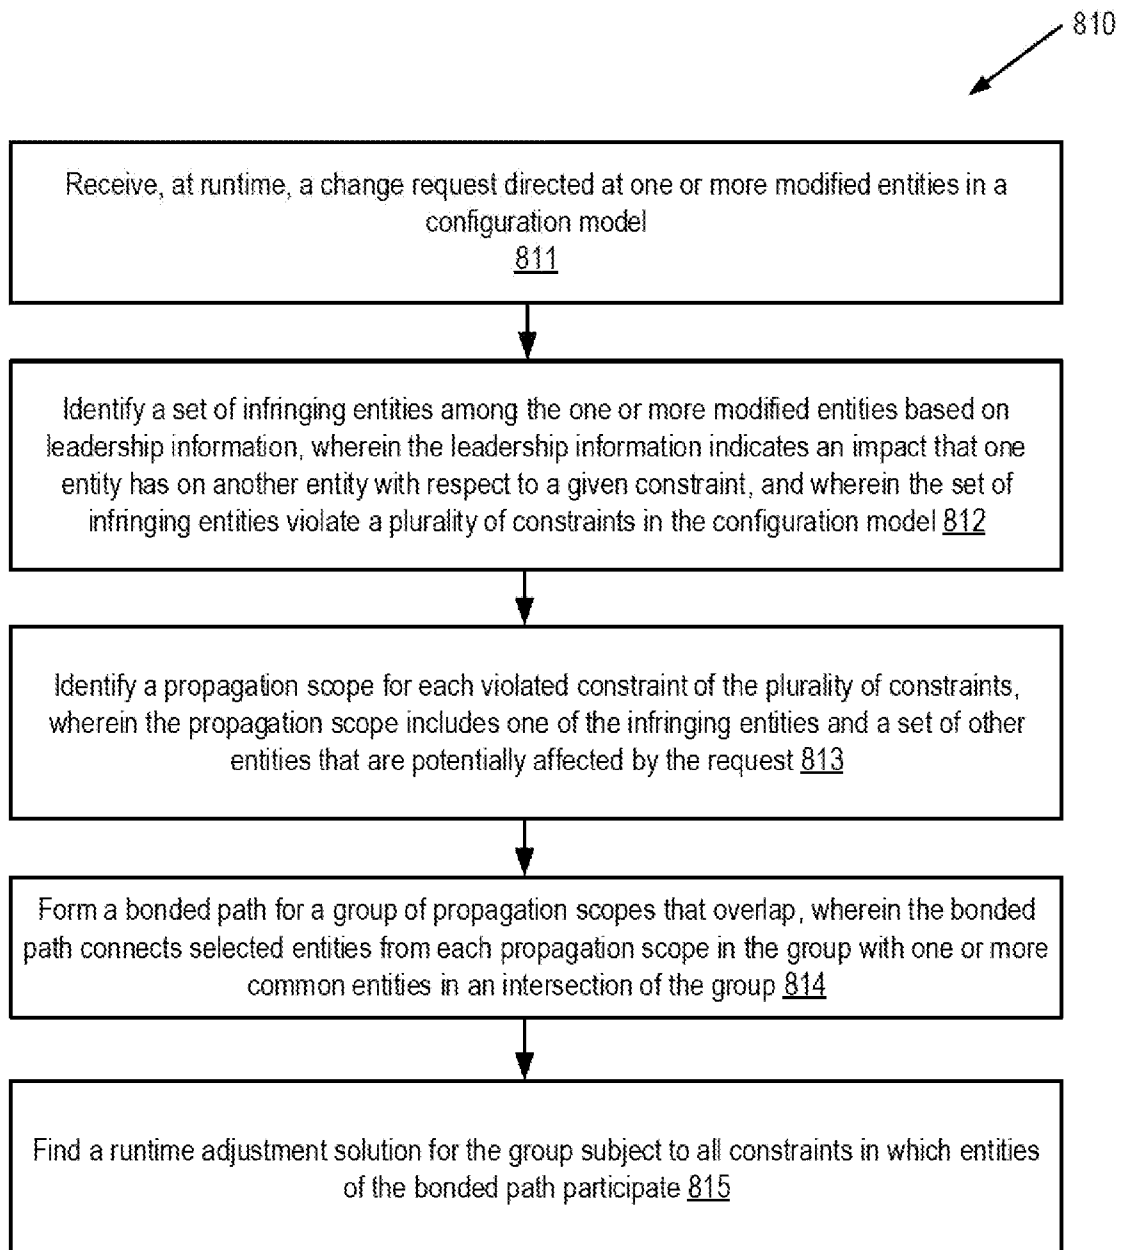 810
Receive, at runtime, a change request directed at one or more modified entities in a
configuration model
811
Identify a set of infringing entities among the one or more modified entities based on
leadership information, wherein the leadership information indicates an impact that one
entity has on another entity with respect to a given constraint, and wherein the set of
infringing entities violate a plurality of constraints in the configuration model 812
Identify a propagation scope for each violated constraint of the plurality of constraints,
wherein the propagation scope includes one of the infringing entities and a set of other
entities that are potentially affected by the request 813
Form a bonded path for a group of propagation scopes that overlap, wherein the bonded
path connects selected entities from each propagation scope in the group with one or more
common entities in an intersection of the group 814
Find a runtime adjustment solution for the group subject to all constraints in which entities
of the bonded path participate 815